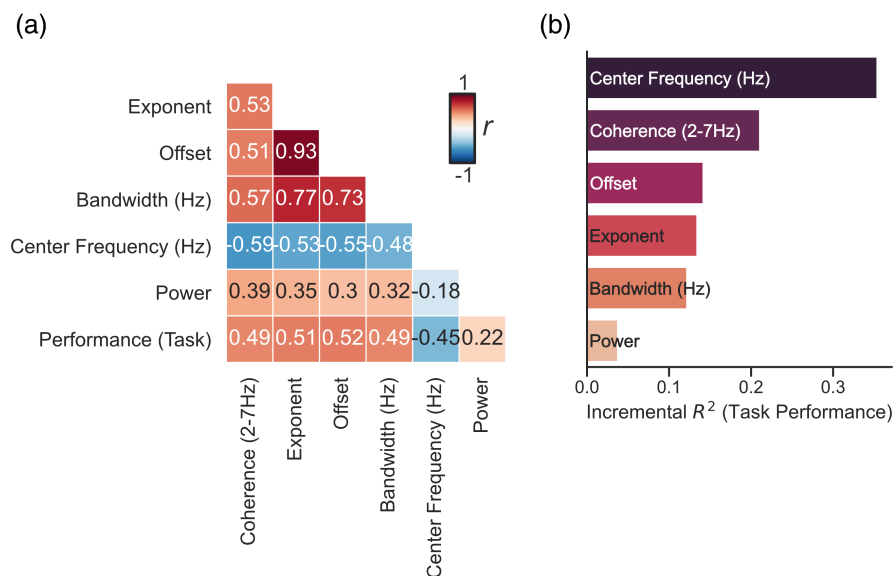 (a)
(b)
1
r
-1
Exponent
0.53
Offset
0.51 0.93
Bandwidth (Hz)
0.57 0.77 0.73
Center Frequency (Hz)
-0.59 -0.53 -0.55 -0.48
Power
0.39 0.35 0.3 0.32 -0.18
Performance (Task)
0.49 0.51 0.52 0.49 -0.45 0.22
Coherence (2-7Hz)
Exponent
Offset
Bandwidth (Hz)
Center Frequency (Hz)
Power
Center Frequency (Hz)
Coherence (2-7Hz)
Offset
Exponent
Bandwidth (Hz)
Power
0.0 0.1 0.2 0.3
Incremental R² (Task Performance)